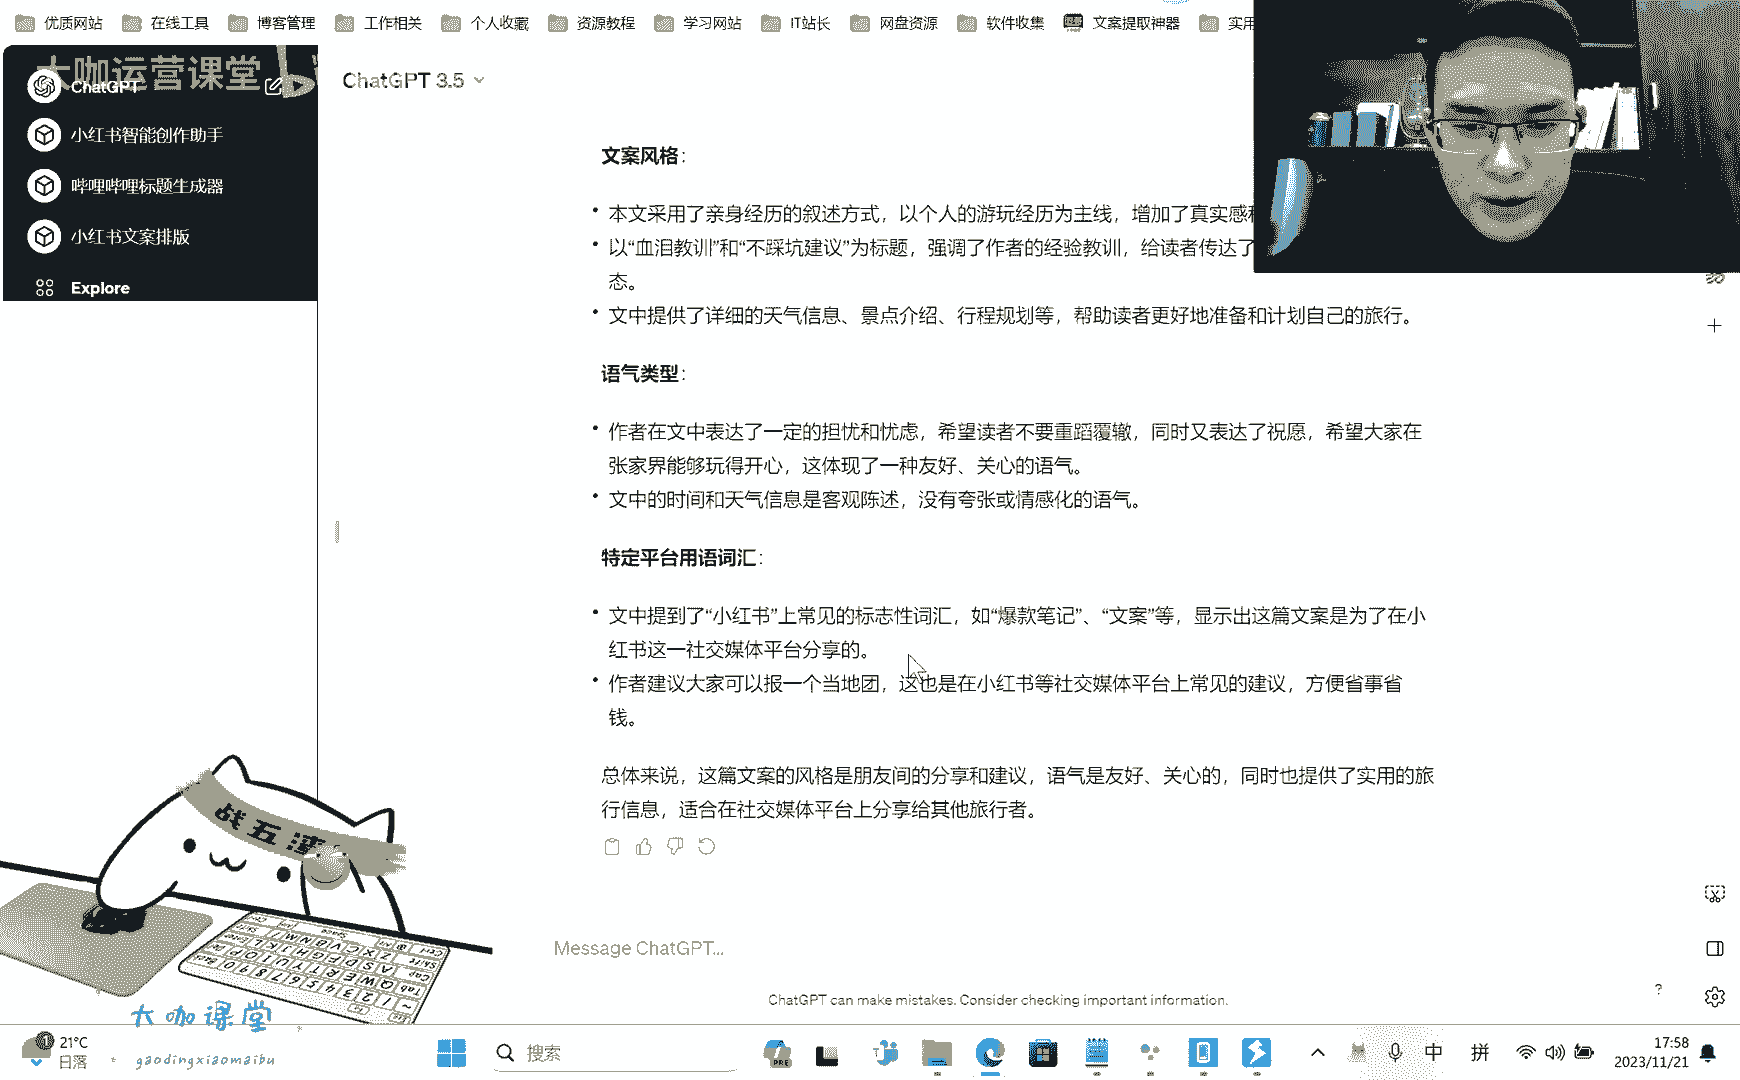 优质网站 在线工具 博客管理 工作相关 个人收藏 资源教程 学习网站 IT站长 网盘资源 软件收集 文案提取神器 实用
大咖运营课堂
ChatGPT
小红书智能创作助手
哔哩哔哩标题生成器
小红书文案排版
Explore
ChatGPT 3.5
文案风格：
本文采用了亲身经历的叙述方式，以个人的游玩经历为主线，增加了真实感
以“血泪教训”和“不踩坑建议”为标题，强调了作者的经验教训，给读者传达了
态。
文中提供了详细的天气信息、景点介绍、行程规划等，帮助读者更好地准备和计划自己的旅行。
语气类型：
作者在文中表达了一定的担忧和忧虑，希望读者不要重蹈覆辙，同时又表达了祝愿，希望大家在
张家界能够玩得开心，这体现了一种友好、关心的语气。
文中的时间和天气信息是客观陈述，没有夸张或情感化的语气。
特定平台用语词汇：
文中提到了“小红书”上常见的标志性词汇，如“爆款笔记”、“文案”等，显示出这篇文案是为了在小
红书这一社交媒体平台分享的。
作者建议大家可以报一个当地团，这也是在小红书等社交媒体平台上常见的建议，方便省事省
钱。
总体来说，这篇文案的风格是朋友间的分享和建议，语气是友好、关心的，同时也提供了实用的旅
行信息，适合在社交媒体平台上分享给其他旅行者。
Message ChatGPT...
ChatGPT can make mistakes. Consider checking important information.
?
战五渣
大咖课堂
gaodingxiaomaibu
1
21°C
日落
搜索
PRE
中 拼
17:58
2023/11/21